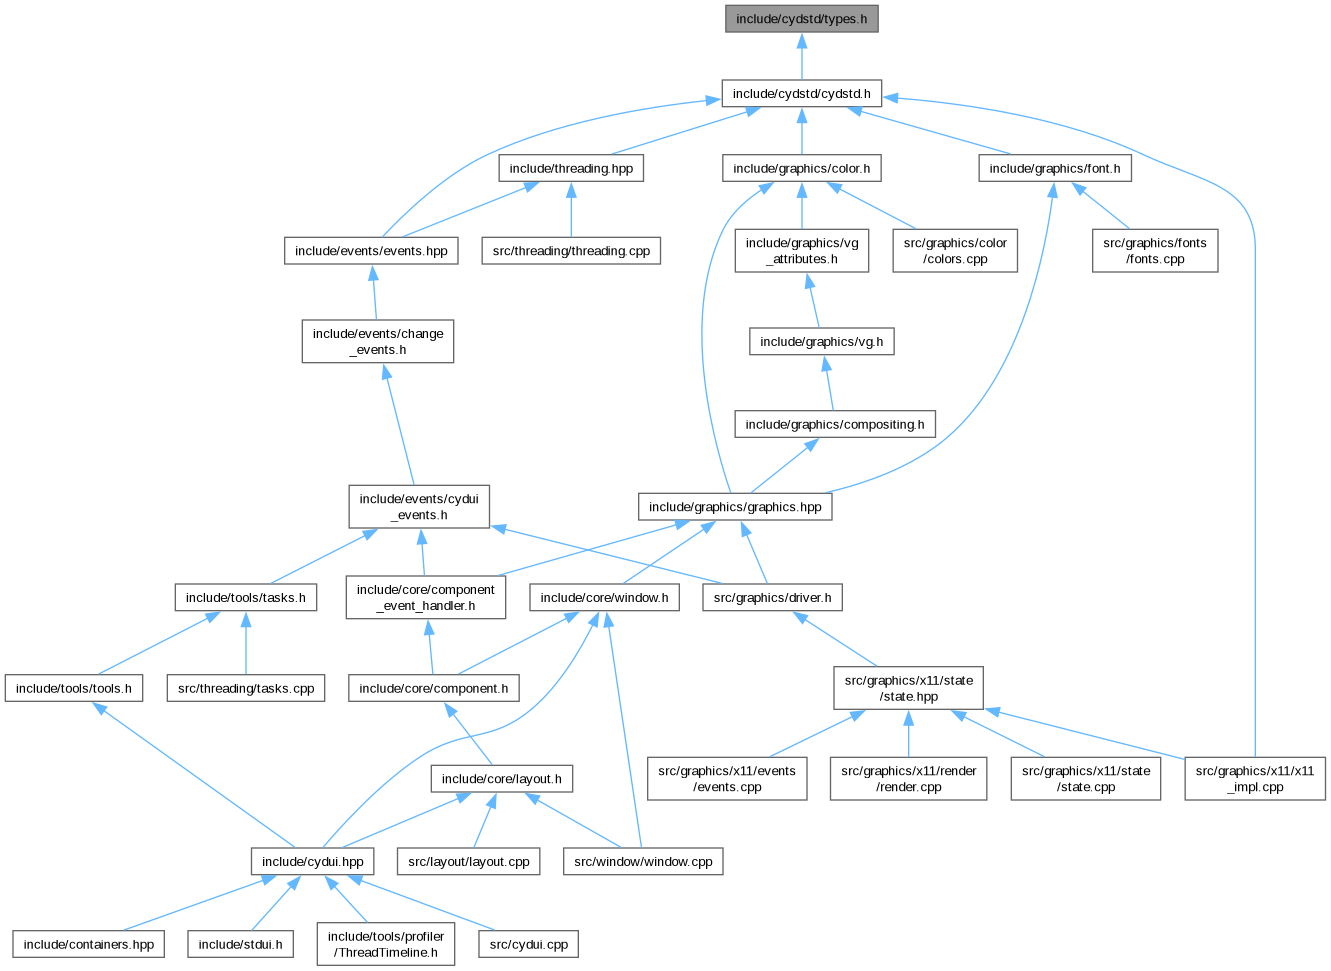 include/cydstd/types.h
include/cydstd/cydstd.h
include/threading.hpp
include/graphics/color.h
include/graphics/font.h
include/events/events.hpp
src/threading/threading.cpp
include/graphics/vg
_attributes.h
src/graphics/color
/colors.cpp
src/graphics/fonts
/fonts.cpp
include/events/change
_events.h
include/graphics/vg.h
include/graphics/compositing.h
include/events/cydui
_events.h
include/graphics/graphics.hpp
include/tools/tasks.h
include/core/component
_event_handler.h
include/core/window.h
src/graphics/driver.h
include/tools/tools.h
src/threading/tasks.cpp
include/core/component.h
src/graphics/x11/state
/state.hpp
include/core/layout.h
src/graphics/x11/events
/events.cpp
src/graphics/x11/render
/render.cpp
src/graphics/x11/state
/state.cpp
src/graphics/x11/x11
_impl.cpp
include/cydui.hpp
src/layout/layout.cpp
src/window/window.cpp
include/containers.hpp
include/stdui.h
include/tools/profiler
/ThreadTimeline.h
src/cydui.cpp